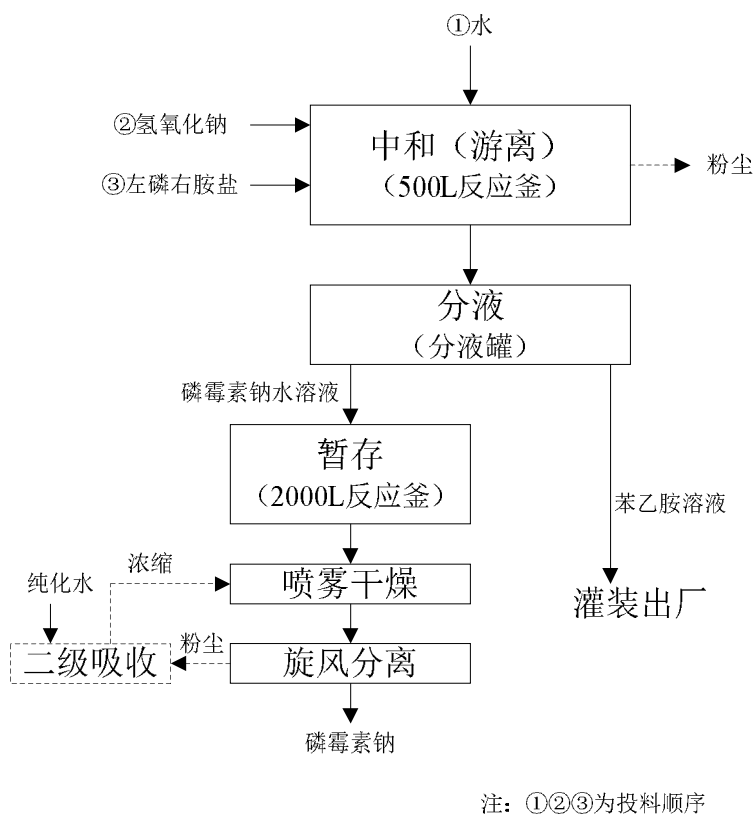 ①水
②氢氧化钠
中和（游离）
（500L反应釜）
粉尘
③左磷右胺盐
分液
（分液罐）
磷霉素钠水溶液
暂存
（2000L反应釜）
苯乙胺溶液
浓缩
纯化水
喷雾干燥
灌装出厂
粉尘
二级吸收
旋风分离
磷霉素钠
注：①②③为投料顺序